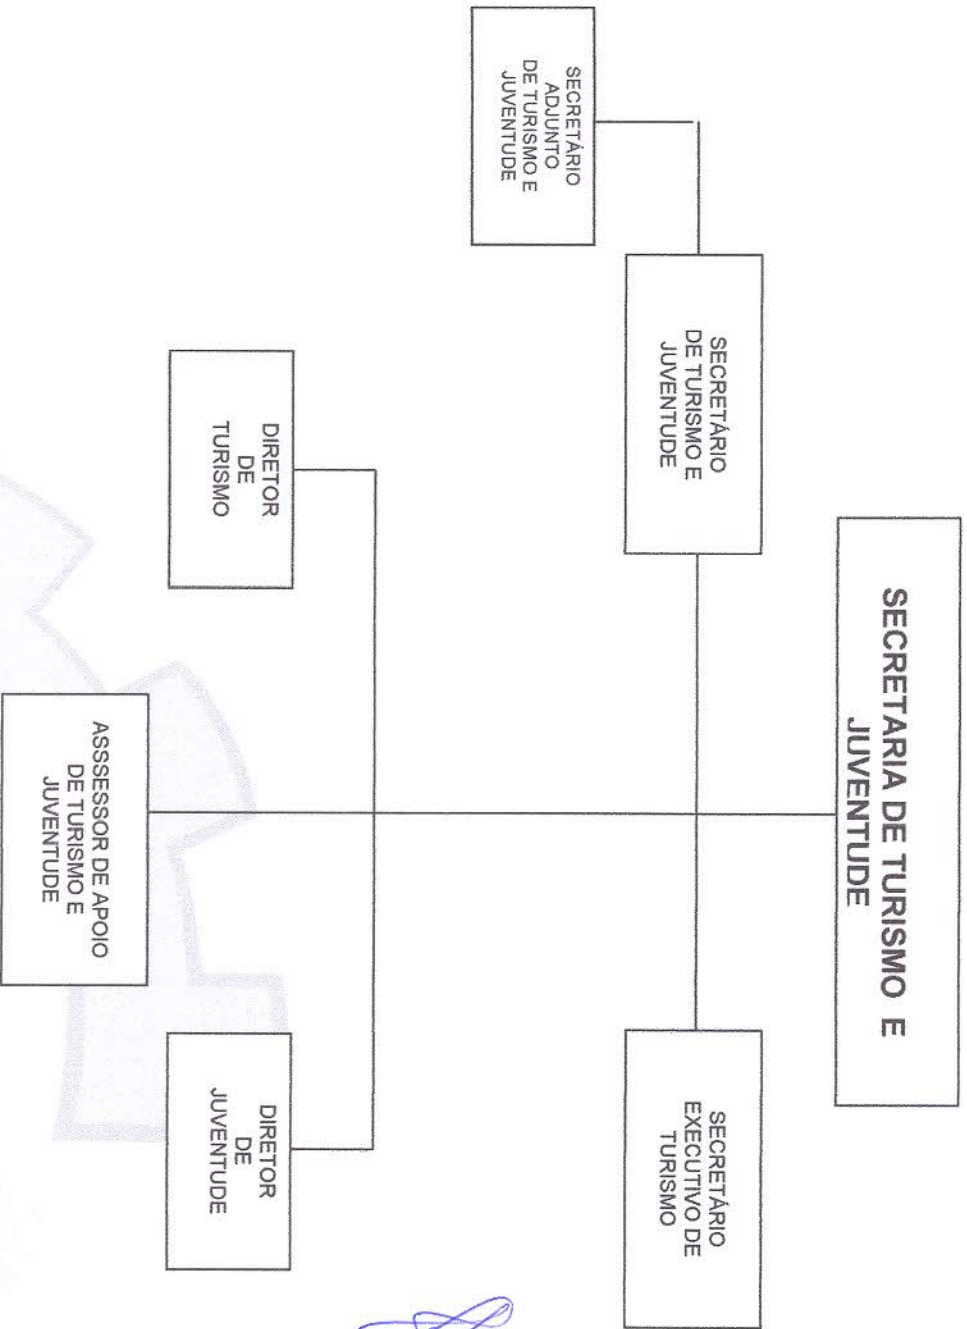 SECRETARIA DE TURISMO E
JUVENTUDE
SECRETÁRIO
DE TURISMO E
JUVENTUDE
SECRETÁRIO
EXECUTIVO DE
TURISMO
SECRETÁRIO
ADJUNTO
DE TURISMO E
JUVENTUDE
DIRETOR
DE
TURISMO
DIRETOR
DE
JUVENTUDE
ASSSESSOR DE APOIO
DE TURISMO E
JUVENTUDE